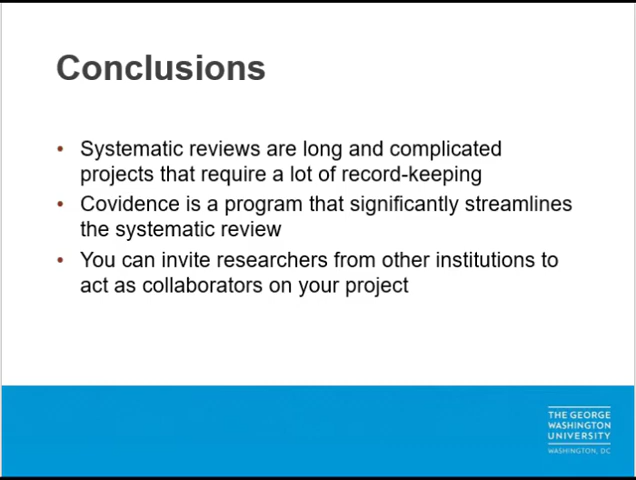 Conclusions
• Systematic reviews are long and complicated
projects that require a lot of record-keeping
• Covidence is a program that significantly streamlines
the systematic review
• You can invite researchers from other institutions to
act as collaborators on your project
THE GEORGE
WASHINGTON
UNIVERSITY
WASHINGTON, DC